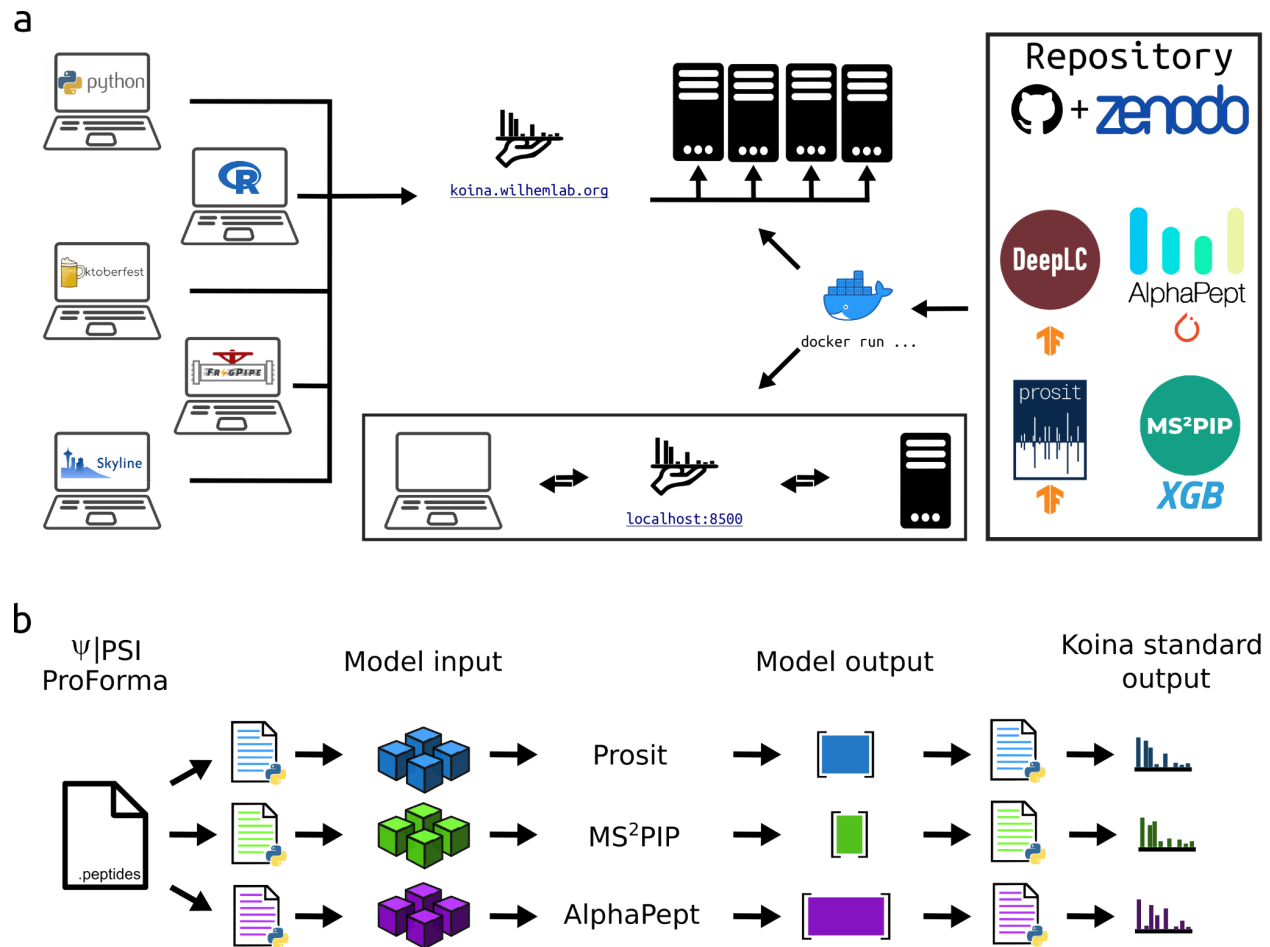 a
python
R
ktoberfest
FRAGPIPE
Skyline
koina.wilhemlab.org
docker run ...
localhost:8500
Repository
+ zenodo
DeepLC
AlphaPept
prosit
MS²PIP
XGB
b
Ψ|PSI
ProForma
Model input
Model output
Koina standard
output
.peptides
Prosit
MS²PIP
AlphaPept